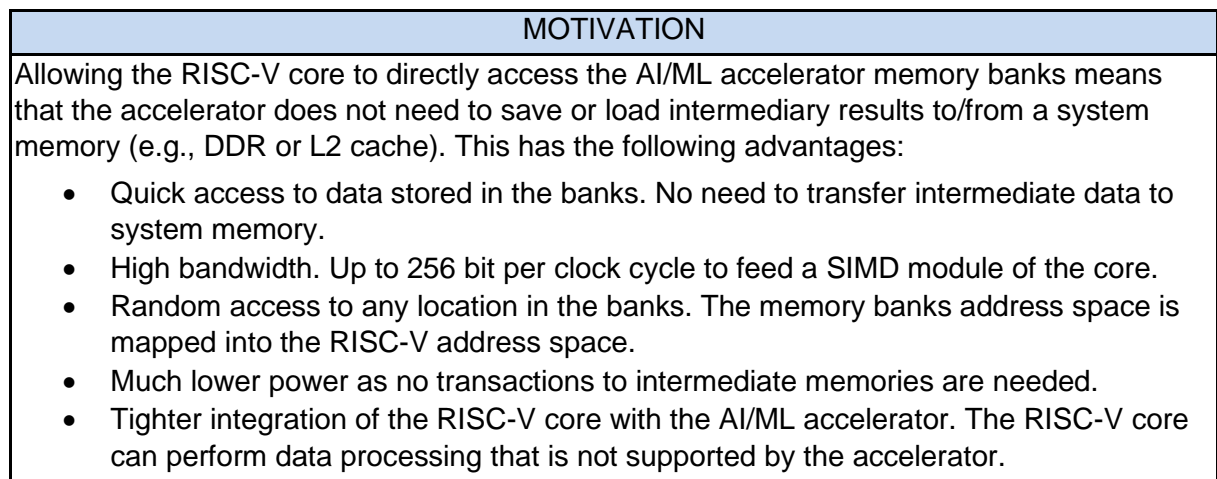 MOTIVATION
Allowing the RISC-V core to directly access the AI/ML accelerator memory banks means
that the accelerator does not need to save or load intermediary results to/from a system
memory (e.g., DDR or L2 cache). This has the following advantages:
• Quick access to data stored in the banks. No need to transfer intermediate data to
system memory.
• High bandwidth. Up to 256 bit per clock cycle to feed a SIMD module of the core.
• Random access to any location in the banks. The memory banks address space is
mapped into the RISC-V address space.
• Much lower power as no transactions to intermediate memories are needed.
• Tighter integration of the RISC-V core with the AI/ML accelerator. The RISC-V core
can perform data processing that is not supported by the accelerator.